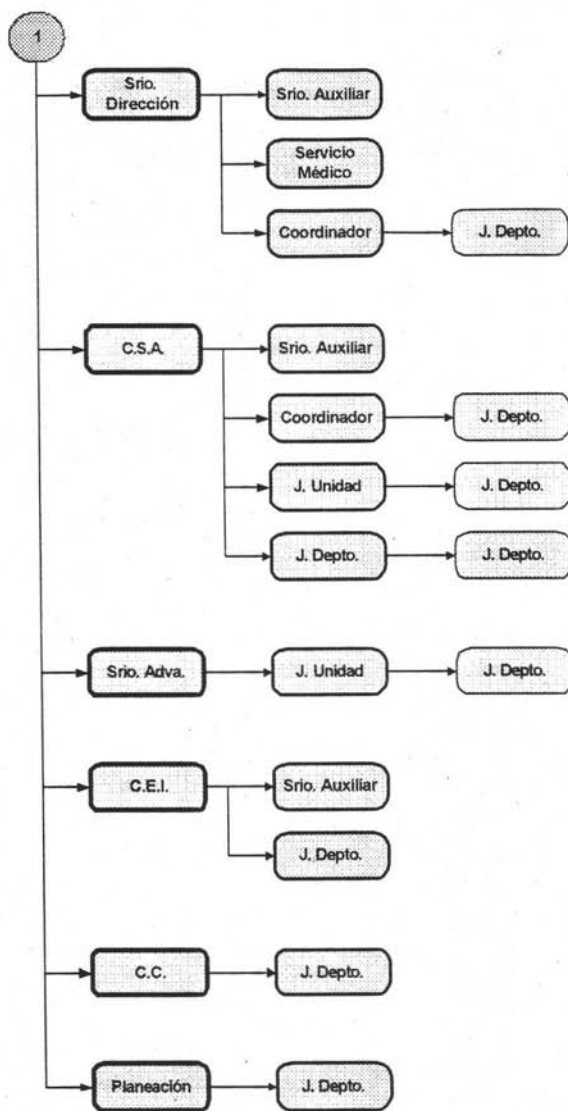 1
Srio.
Dirección
Srio. Auxiliar
Servicio
Médico
Coordinador
J. Depto.
C.S.A.
Srio. Auxiliar
Coordinador
J. Depto.
J. Unidad
J. Depto.
J. Depto.
J. Depto.
Srio. Adva.
J. Unidad
J. Depto.
C.E.I.
Srio. Auxiliar
J. Depto.
C.C.
J. Depto.
Planeación
J. Depto.